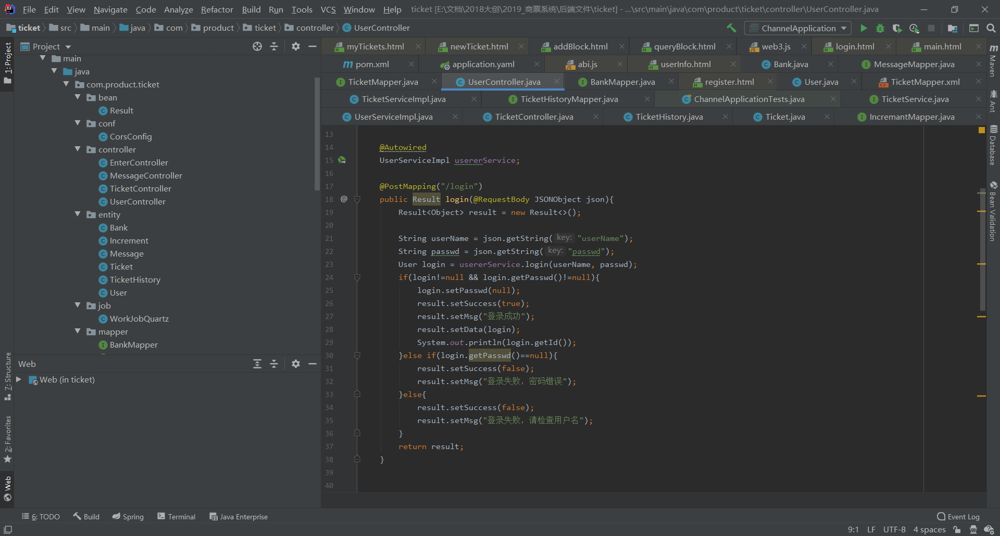 File Edit View Navigate Code Analyze Refactor Build Run Tools VCS Window Help ticket [E:\文档\2018大创\2019_商票系统\后端文件\ticket] - ...\src\main\java\com\product\ticket\controller\UserController.java
ticket src main java com product ticket controller UserController ChannelApplication
Project
myTickets.html newTicket.html addBlock.html queryBlock.html web3.js login.html main.html
pom.xml application.yaml abi.js userInfo.html Bank.java MessageMapper.java
TicketMapper.java UserController.java BankMapper.java register.html User.java TicketMapper.xml
TicketServiceImpl.java TicketHistoryMapper.java ChannelApplicationTests.java TicketService.java
UserServiceImpl.java TicketController.java TicketHistory.java Ticket.java IncremantMapper.java
1: Project
7: Structure
2: Favorites
Web
main
java
com.product.ticket
bean
Result
conf
CorsConfig
controller
EnterController
MessageController
TicketController
UserController
entity
Bank
Increment
Message
Ticket
TicketHistory
User
job
WorkJobQuartz
mapper
BankMapper
Web
Web (in ticket)
13
14 @Autowired
15 UserServiceImpl usererService;
16
17 @PostMapping("/login")
18 @ public Result login(@RequestBody JSONObject json){
19 Result<Object> result = new Result<>();
20
21 String userName = json.getString( key: "userName");
22 String passwd = json.getString( key: "passwd");
23 User login = usererService.login(userName, passwd);
24 if(login!=null && login.getPasswd()!=null){
25 login.setPasswd(null);
26 result.setSuccess(true);
27 result.setMsg("登录成功");
28 result.setData(login);
29 System.out.println(login.getId());
30 }else if(login.getPasswd()==null){
31 result.setSuccess(false);
32 result.setMsg("登录失败，密码错误");
33 }else{
34 result.setSuccess(false);
35 result.setMsg("登录失败，请检查用户名");
36 }
37 return result;
38 }
39
40
Maven
Ant
Database
Bean Validation
6: TODO Build Spring Terminal Java Enterprise Event Log
9:1 LF UTF-8 4 spaces